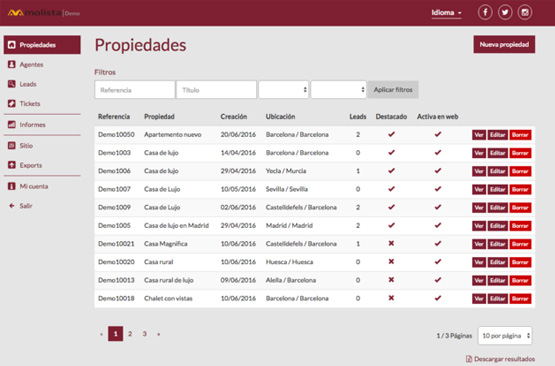 molista | Demo
Idioma
Propiedades
Agentes
Leads
Tickets
Informes
Sitio
Exports
Mi cuenta
Salir
Propiedades
Nueva propiedad
Filtros
Referencia Título Aplicar filtros
Referencia Propiedad Creación Ubicación Leads Destacado Activa en web
Demo10050 Apartamento nuevo 20/06/2016 Barcelona / Barcelona 2 ✓ ✓ Ver Editar Borrar
Demo1003 Casa de lujo 14/04/2016 Barcelona / Barcelona 0 ✓ ✓ Ver Editar Borrar
Demo1006 Casa de lujo 29/04/2016 Yecla / Murcia 1 ✓ ✓ Ver Editar Borrar
Demo1007 Casa de Lujo 10/05/2016 Sevilla / Sevilla 0 ✓ ✓ Ver Editar Borrar
Demo1009 Casa de Lujo 02/06/2016 Castelldefels / Barcelona 2 ✓ ✓ Ver Editar Borrar
Demo1005 Casa de lujo en Madrid 29/04/2016 Madrid / Madrid 2 ✓ ✓ Ver Editar Borrar
Demo10021 Casa Magnífica 10/06/2016 Castelldefels / Barcelona 1 ✖ ✓ Ver Editar Borrar
Demo10020 Casa rural 10/06/2016 Huesca / Huesca 0 ✖ ✓ Ver Editar Borrar
Demo10013 Casa rural de lujo 09/06/2016 Alella / Barcelona 0 ✖ ✓ Ver Editar Borrar
Demo10018 Chalet con vistas 10/06/2016 Barcelona / Barcelona 0 ✖ ✓ Ver Editar Borrar
« 1 2 3 »
1 / 3 Páginas 10 por página
Descargar resultados